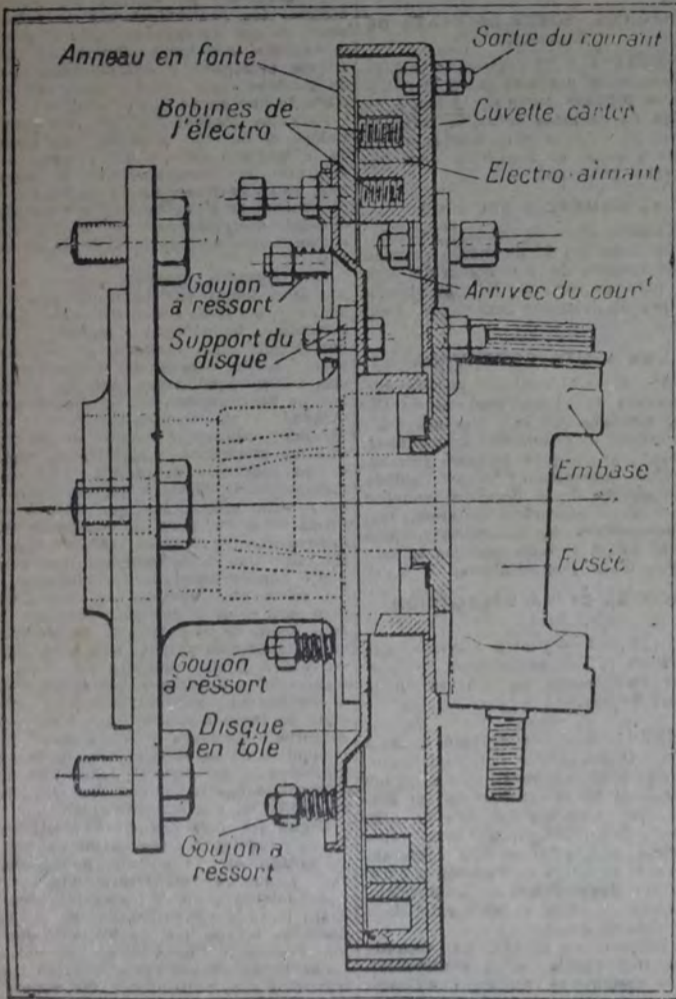 Sortie du courant
Anneau en fonte
Bobines de
l'électro
Cuvette carter
Electro-aimant
Goujon
à ressort
Arrivee du cour^t
Support du
disque
Embase
Fusée
Goujon
à ressort
Disque
en tôle
Goujon a
ressort